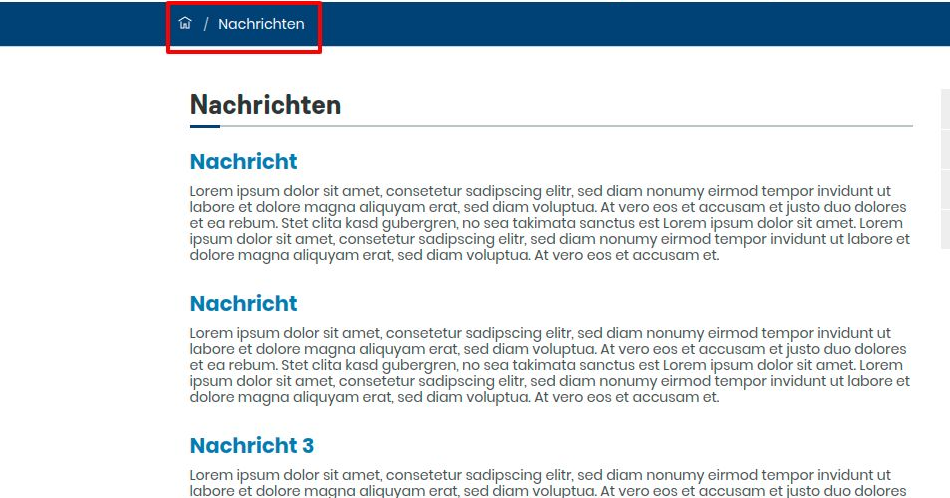 / Nachrichten
Nachrichten
Nachricht
Lorem ipsum dolor sit amet, consetetur sadipscing elitr, sed diam nonumy eirmod tempor invidunt ut
labore et dolore magna aliquyam erat, sed diam voluptua. At vero eos et accusam et justo duo dolores
et ea rebum. Stet clita kasd gubergren, no sea takimata sanctus est Lorem ipsum dolor sit amet. Lorem
ipsum dolor sit amet, consetetur sadipscing elitr, sed diam nonumy eirmod tempor invidunt ut labore et
dolore magna aliquyam erat, sed diam voluptua. At vero eos et accusam et.
Nachricht
Lorem ipsum dolor sit amet, consetetur sadipscing elitr, sed diam nonumy eirmod tempor invidunt ut
labore et dolore magna aliquyam erat, sed diam voluptua. At vero eos et accusam et justo duo dolores
et ea rebum. Stet clita kasd gubergren, no sea takimata sanctus est Lorem ipsum dolor sit amet. Lorem
ipsum dolor sit amet, consetetur sadipscing elitr, sed diam nonumy eirmod tempor invidunt ut labore et
dolore magna aliquyam erat, sed diam voluptua. At vero eos et accusam et.
Nachricht 3
Lorem ipsum dolor sit amet, consetetur sadipscing elitr, sed diam nonumy eirmod tempor invidunt ut
labore et dolore magna aliquyam erat, sed diam voluptua. At vero eos et accusam et justo duo dolores